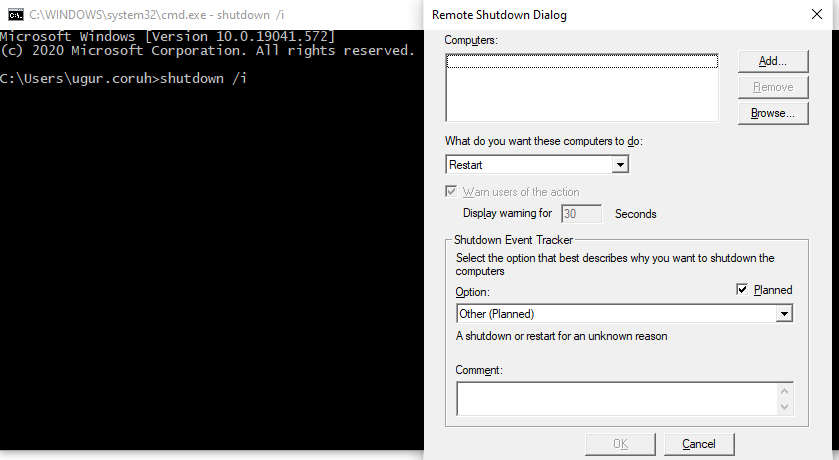 C:\WINDOWS\system32\cmd.exe - shutdown /i
Microsoft Windows [Version 10.0.19041.572]
(c) 2020 Microsoft Corporation. All rights reserved.
C:\Users\ugur.coruh>shutdown /i
Remote Shutdown Dialog
Computers:
Add...
Remove
Browse...
What do you want these computers to do:
Restart
Warn users of the action
Display warning for 30 Seconds
Shutdown Event Tracker
Select the option that best describes why you want to shutdown the
computers
Option:
Planned
Other (Planned)
A shutdown or restart for an unknown reason
Comment:
OK Cancel